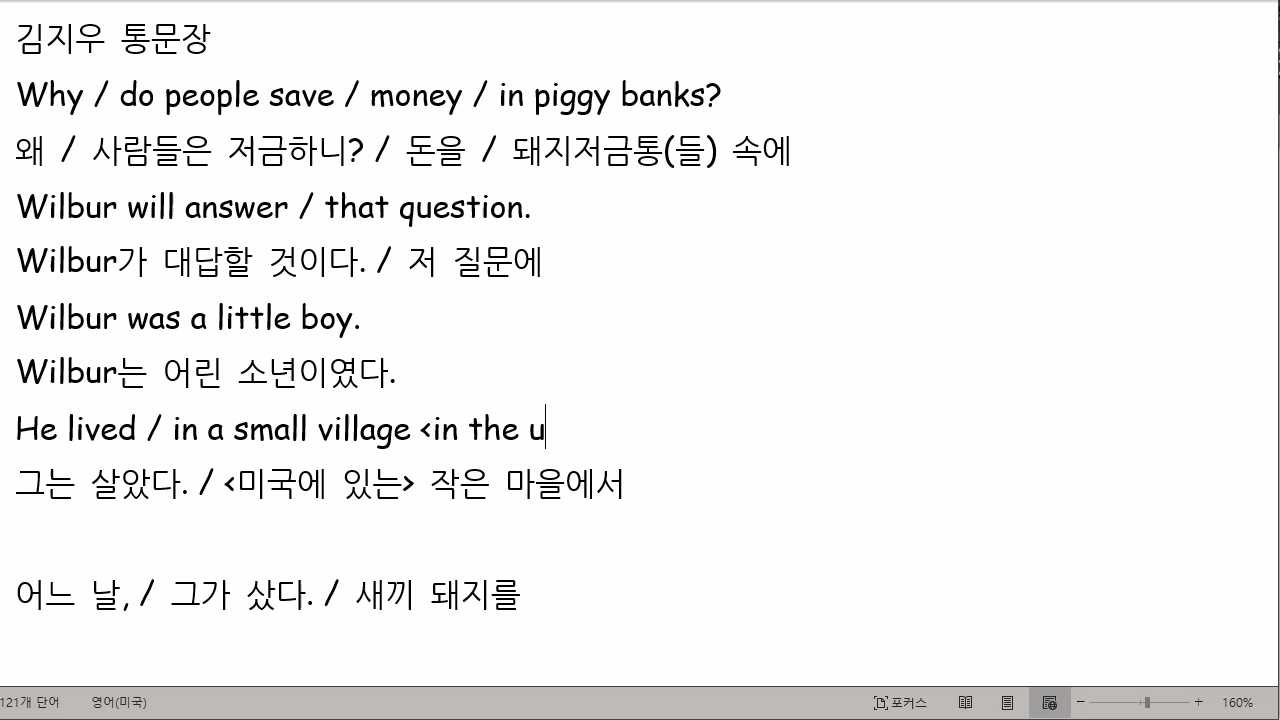 김지우 통문장
Why / do people save / money / in piggy banks?
왜 / 사람들은 저금하니? / 돈을 / 돼지저금통(들) 속에
Wilbur will answer / that question.
Wilbur가 대답할 것이다. / 저 질문에
Wilbur was a little boy.
Wilbur는 어린 소년이였다.
He lived / in a small village <in the u
그는 살았다. / <미국에 있는> 작은 마을에서
어느 날, / 그가 샀다. / 새끼 돼지를
121개 단어 영어(미국) 포커스 − + 160%